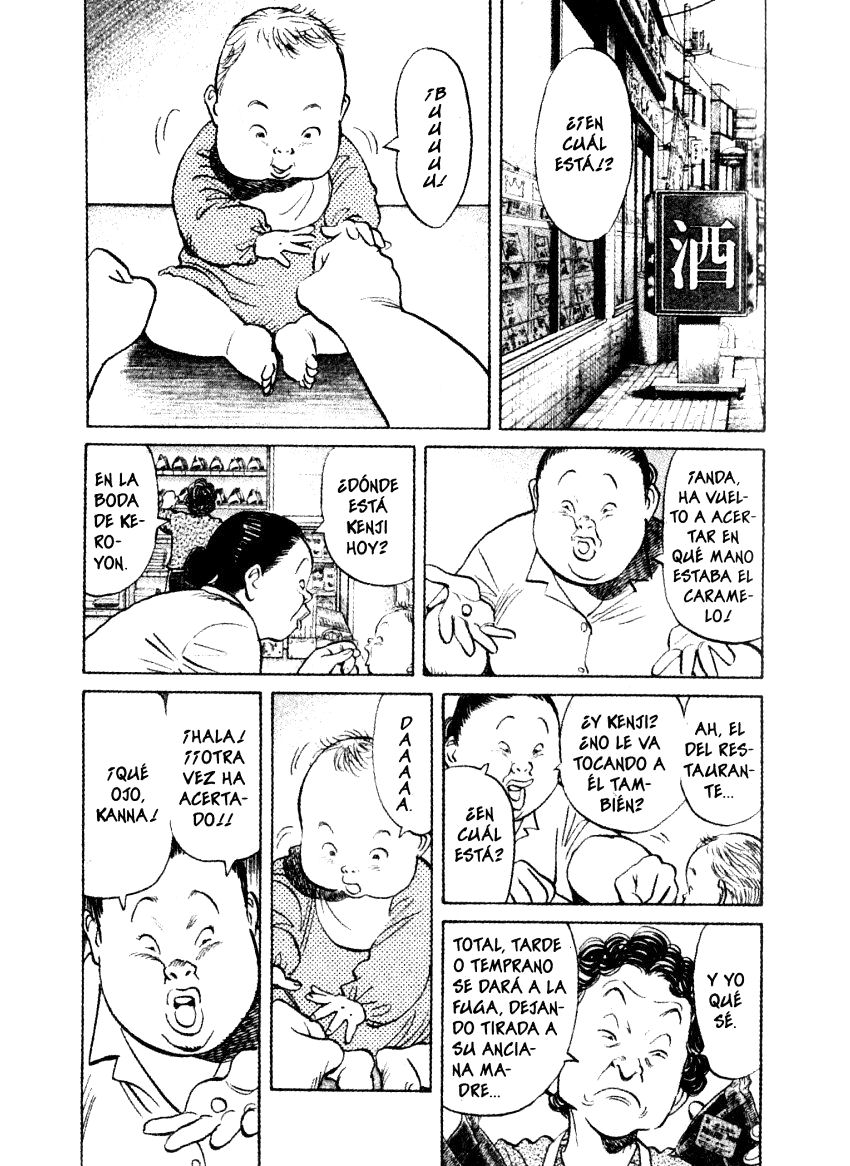 ¿¡EN
CUÁL
ESTÁ!?
酒
¡B
U
U
U
U
U!
¡ANDA,
HA VUEL-
TO A ACER-
TAR EN
QUÉ MANO
ESTABA EL
CARAME-
LO!
¿DÓNDE
ESTÁ
KENJI
HOY?
EN LA
BODA
DE KE-
RO-
YON.
AH, EL
DEL RES-
TAURAN-
TE...
¿Y KENJI?
¿NO LE VA
TOCANDO A
ÉL TAM-
BIÉN?
¿EN
CUÁL
ESTÁ?
D
A
A
A
A
A.
¡HALA!
¡¡OTRA
VEZ HA
ACERTA-
DO!!
¡QUÉ
OJO,
KANNA!
Y YO
QUÉ
SÉ.
TOTAL, TARDE
O TEMPRANO
SE DARÁ A LA
FUGA, DEJAN-
DO TIRADA A
SU ANCIA-
NA MA-
DRE...